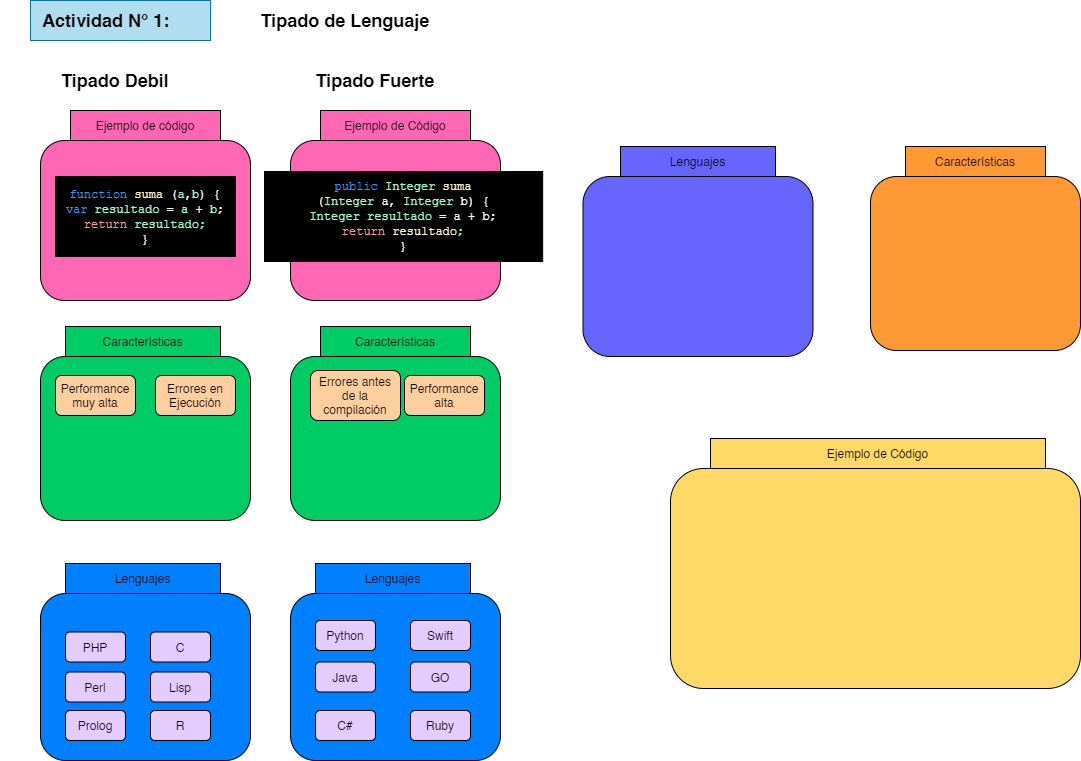 Actividad N° 1:
Tipado de Lenguaje
Tipado Debil
Tipado Fuerte
Ejemplo de código
function suma (a,b) {
var resultado = a + b;
return resultado;
}
Ejemplo de Código
public Integer suma
(Integer a, Integer b) {
Integer resultado = a + b;
return resultado;
}
Lenguajes
Características
Características
Performance
muy alta
Errores en
Ejecución
Características
Errores antes
de la
compilación
Performance
alta
Ejemplo de Código
Lenguajes
PHP
C
Perl
Lisp
Prolog
R
Lenguajes
Python
Swift
Java
GO
C#
Ruby